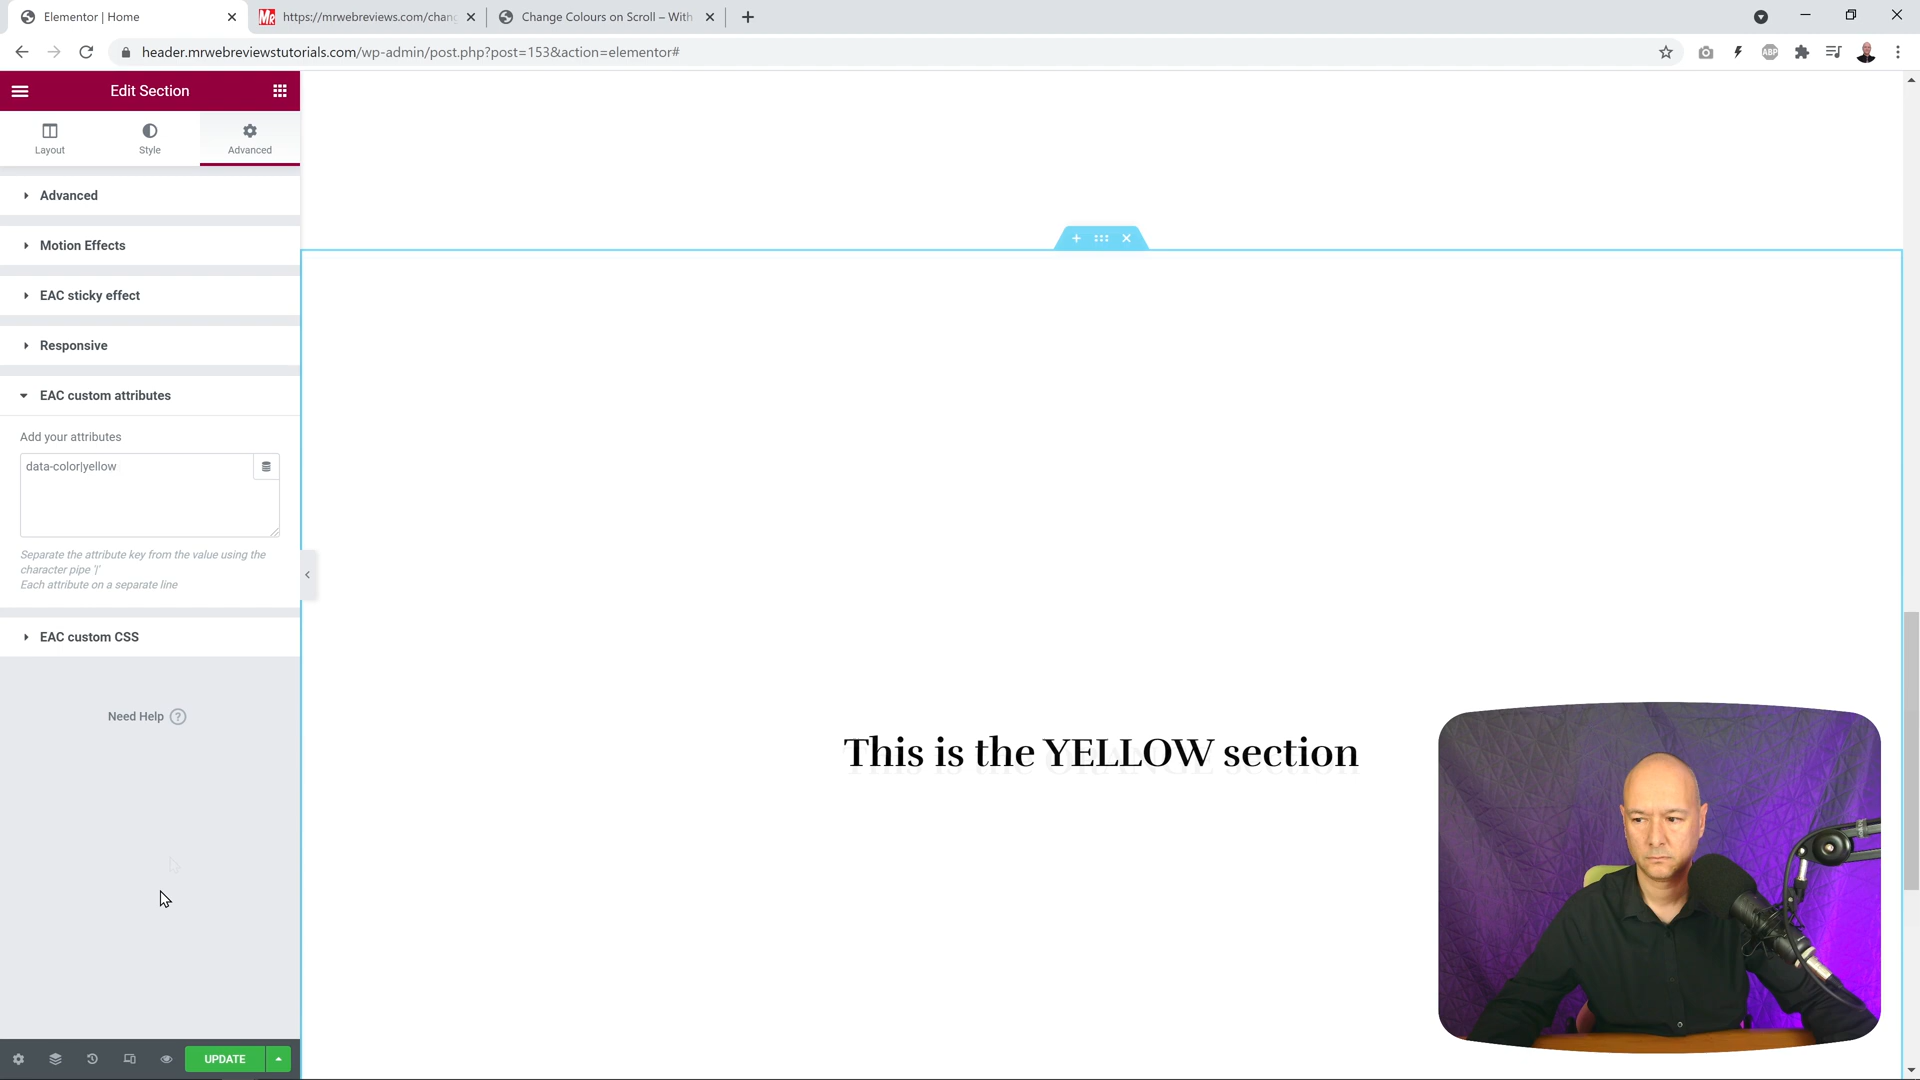 Elementor | Home
https://mrwebreviews.com/chang
Change Colours on Scroll – With
header.mrwebreviewstutorials.com/wp-admin/post.php?post=153&action=elementor#
ABP
Edit Section
Layout
Style
Advanced
Advanced
Motion Effects
EAC sticky effect
Responsive
EAC custom attributes
Add your attributes
data-color|yellow
Separate the attribute key from the value using the
character pipe '|'
Each attribute on a separate line
EAC custom CSS
Need Help ?
This is the YELLOW section
UPDATE